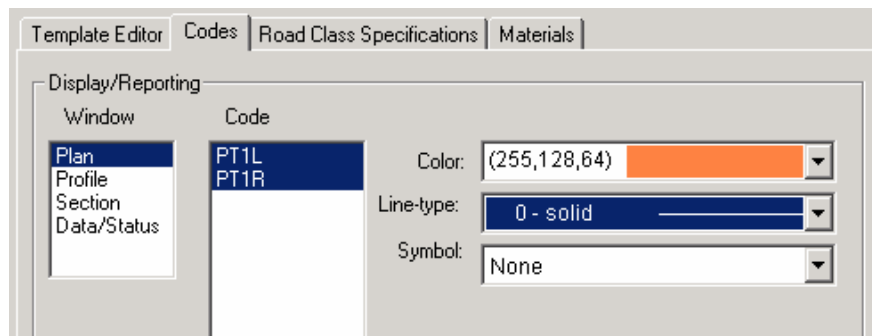 Template Editor Codes Road Class Specifications Materials
Display/Reporting
Window Code
Plan PT1L Color: (255,128,64)
Profile PT1R
Section Line-type: 0 - solid
Data/Status
Symbol: None